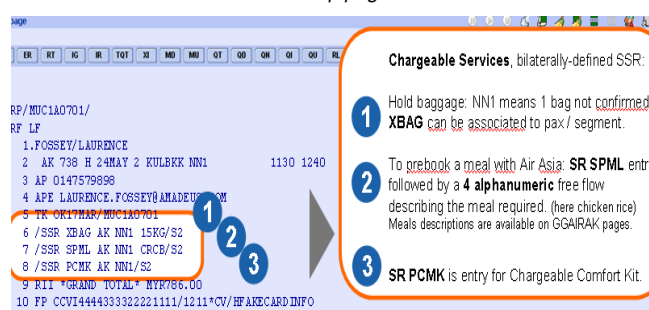 page
ER RT IG IR TQT XI MD MU QT QD QH QI QU RL
RP/MUC1A0701/
RF LF
1.FOSSEY/LAURENCE
2 AK 738 H 24MAY 2 KULBKK NN1 1130 1240
3 AP 0147579898
4 APE LAURENCE.FOSSEY@AMADEUS.COM
5 TK OK17MAR/MUC1A0701
6 /SSR XBAG AK NN1 15KG/S2
7 /SSR SPML AK NN1 CRCB/S2
8 /SSR PCMK AK NN1/S2
9 RII *GRAND TOTAL* MYR786.00
10 FP CCVI4444333322221111/1211*CV/HFAKECARDINFO
1
2
3
Chargeable Services, bilaterally-defined SSR:
1 Hold baggage: NN1 means 1 bag not confirmed
XBAG can be associated to pax / segment.
2 To prebook a meal with Air Asia: SR SPML entr
followed by a 4 alphanumeric free flow
describing the meal required. (here chicken rice)
Meals descriptions are available on GGAIRAK pages.
3 SR PCMK is entry for Chargeable Comfort Kit.